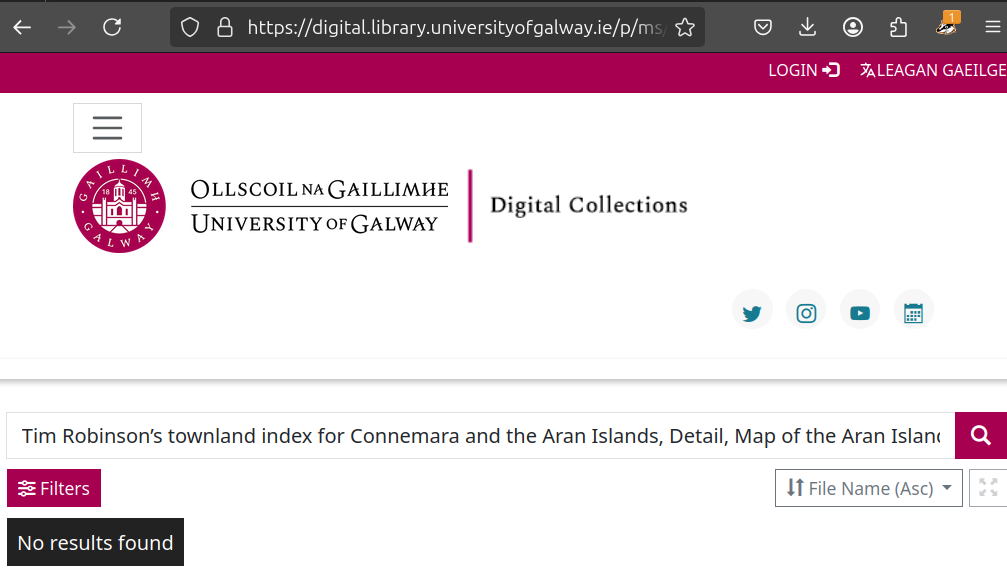 https://digital.library.universityofgalway.ie/p/ms/
1
LOGIN
LEAGAN GAEILGE
GAILLIMH
18 45
GALWAY
OLLSCOIL NA GAILLIMHE
UNIVERSITY OF GALWAY
Digital Collections
Tim Robinson’s townland index for Connemara and the Aran Islands, Detail, Map of the Aran Islan
Filters
File Name (Asc)
No results found